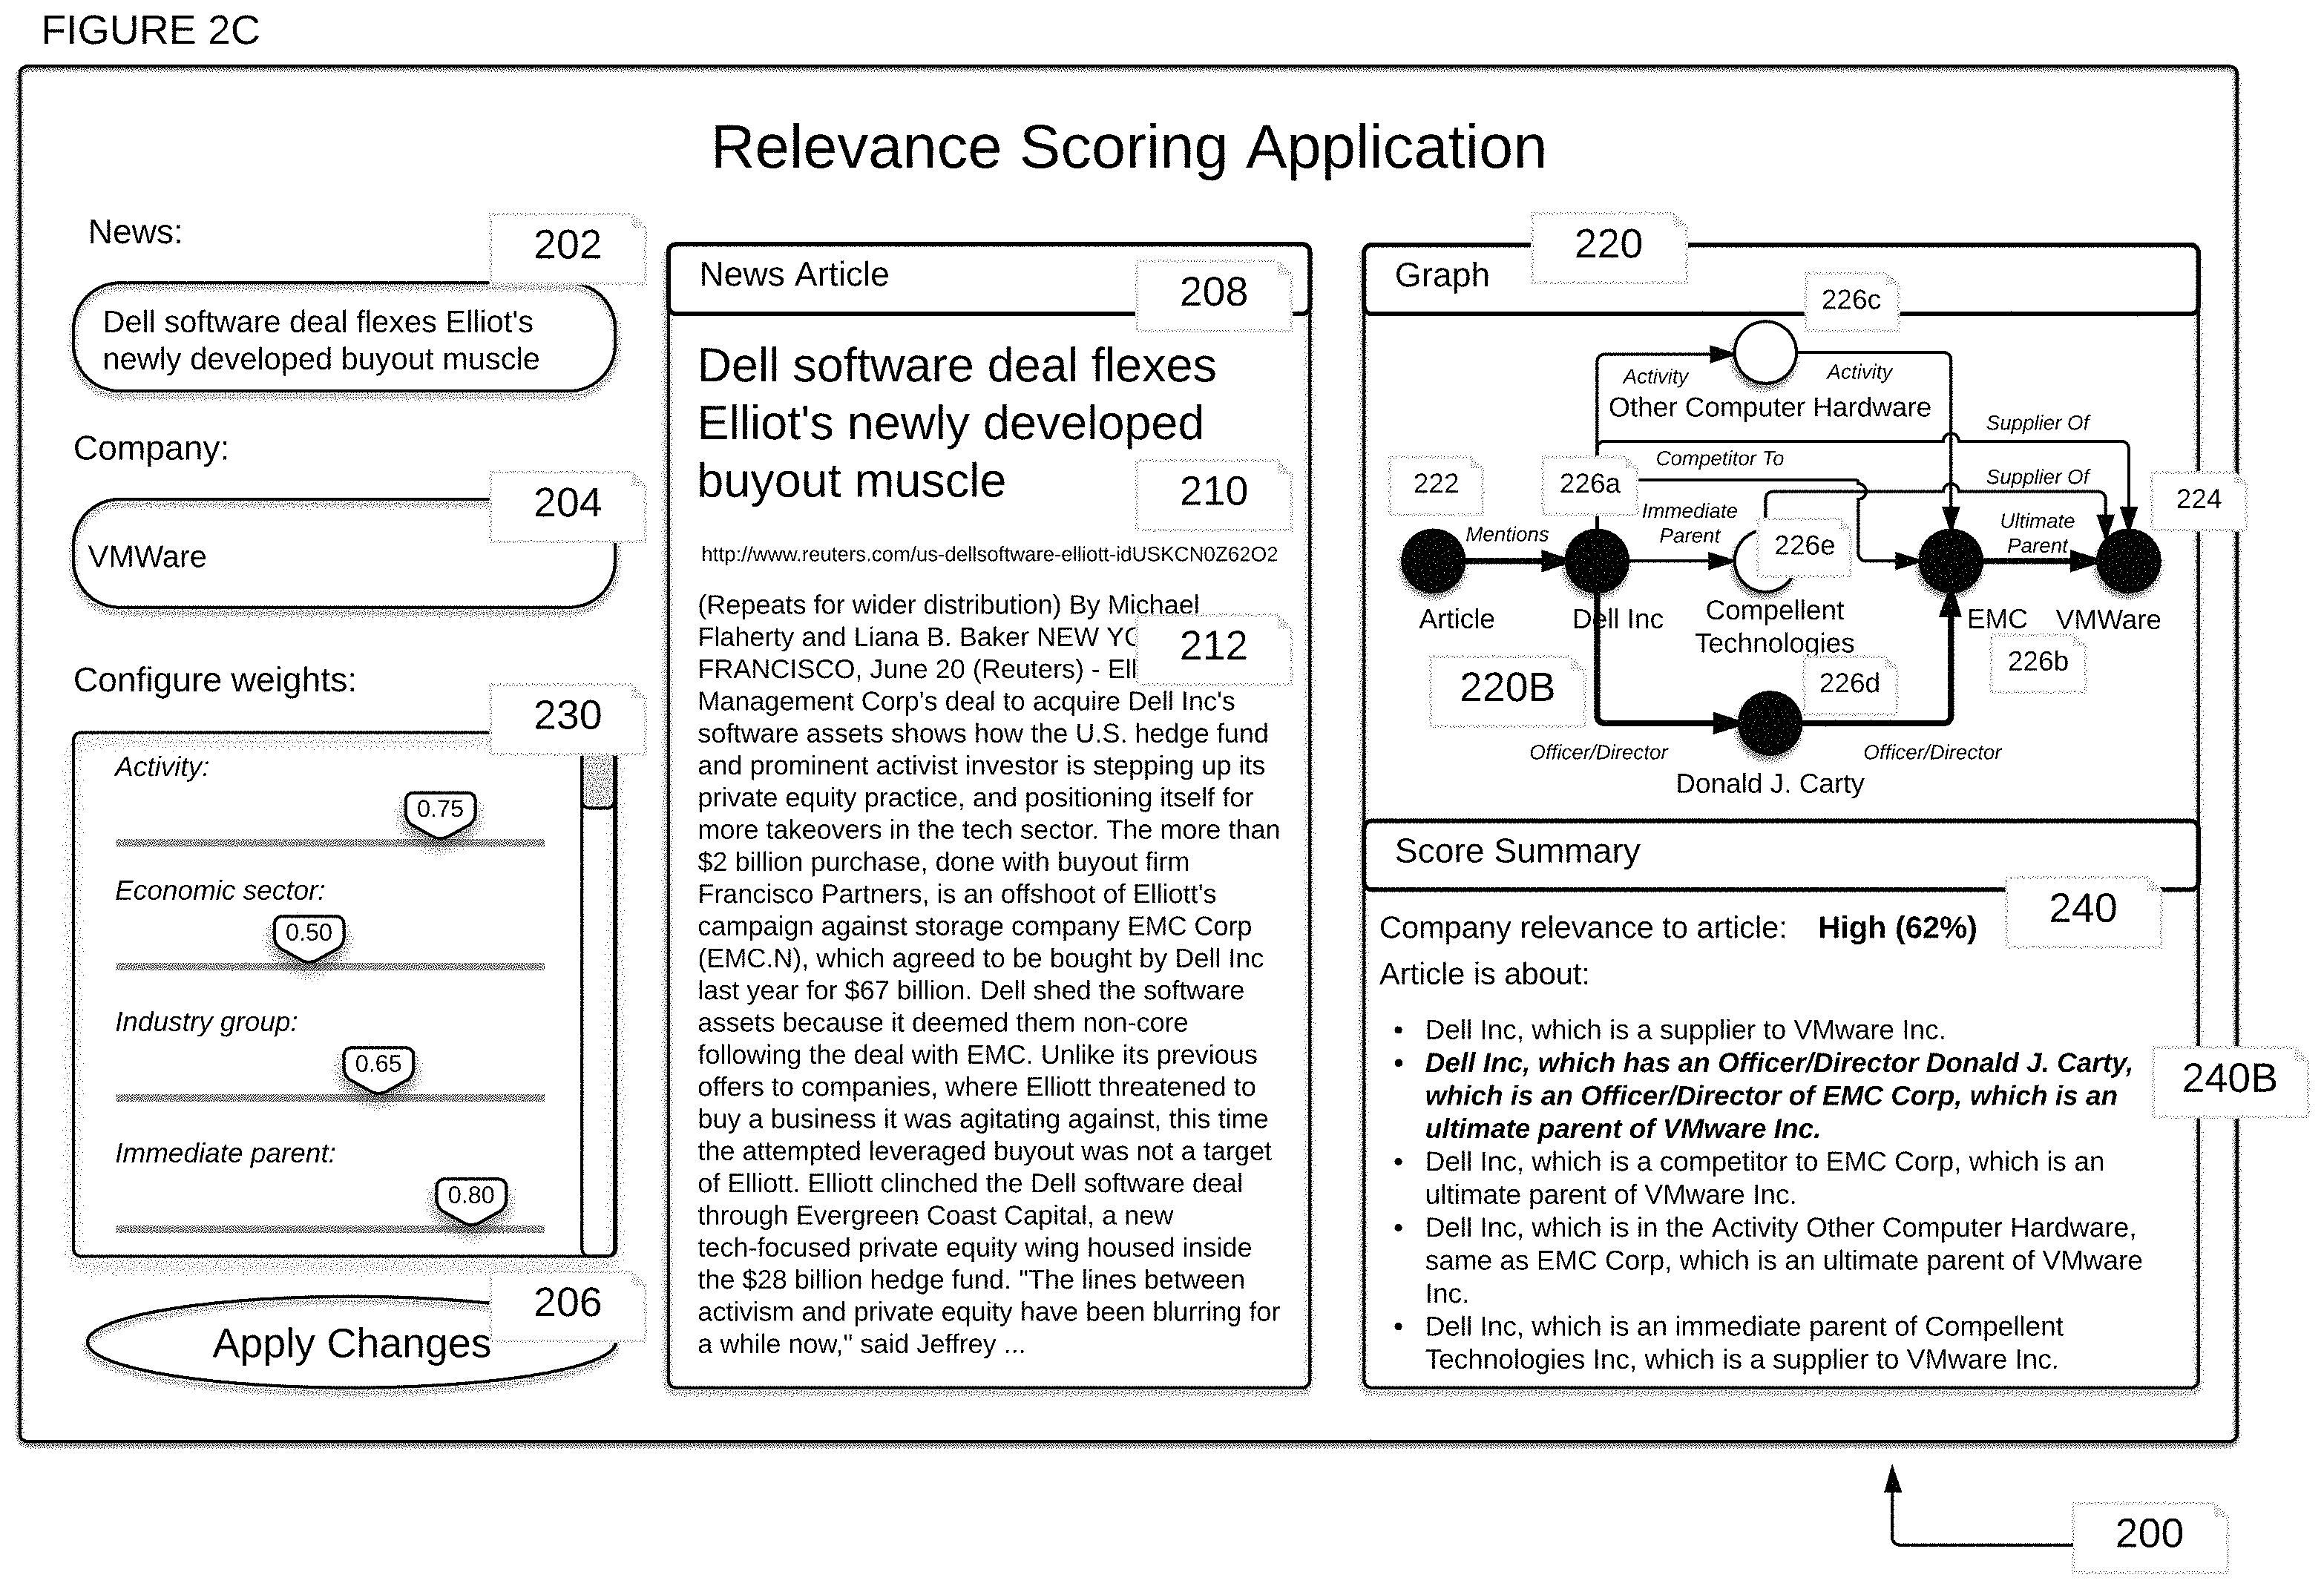 FIGURE 2C
Relevance Scoring Application
News:
202
Dell software deal flexes Elliot's
newly developed buyout muscle
Company:
204
VMWare
Configure weights:
230
Activity:
0.75
Economic sector:
0.50
Industry group:
0.65
Immediate parent:
0.80
206
Apply Changes
News Article
208
Dell software deal flexes
Elliot's newly developed
buyout muscle
210
http://www.reuters.com/us-dellsoftware-elliott-idUSKCN0Z62O2
(Repeats for wider distribution) By Michael
Flaherty and Liana B. Baker NEW
212
FRANCISCO, June 20 (Reuters) -
Management Corp's deal to acquire Dell Inc's
software assets shows how the U.S. hedge fund
and prominent activist investor is stepping up its
private equity practice, and positioning itself for
more takeovers in the tech sector. The more than
$2 billion purchase, done with buyout firm
Francisco Partners, is an offshoot of Elliott's
campaign against storage company EMC Corp
(EMC.N), which agreed to be bought by Dell Inc
last year for $67 billion. Dell shed the software
assets because it deemed them non-core
following the deal with EMC. Unlike its previous
offers to companies, where Elliott threatened to
buy a business it was agitating against, this time
the attempted leveraged buyout was not a target
of Elliott. Elliott clinched the Dell software deal
through Evergreen Coast Capital, a new
tech-focused private equity wing housed inside
the $28 billion hedge fund. "The lines between
activism and private equity have been blurring for
a while now," said Jeffrey ...
Graph
220
226c
Activity
Activity
Other Computer Hardware
Supplier Of
Competitor To
Supplier Of
222
226a
224
Mentions
Immediate
Parent
226e
Ultimate
Parent
Article
Dell Inc
Compellent
Technologies
EMC
VMWare
226b
220B
226d
Officer/Director
Officer/Director
Donald J. Carty
Score Summary
240
Company relevance to article: High (62%)
Article is about:
• Dell Inc, which is a supplier to VMware Inc.
• Dell Inc, which has an Officer/Director Donald J. Carty,
which is an Officer/Director of EMC Corp, which is an
ultimate parent of VMware Inc.
240B
• Dell Inc, which is a competitor to EMC Corp, which is an
ultimate parent of VMware Inc.
• Dell Inc, which is in the Activity Other Computer Hardware,
same as EMC Corp, which is an ultimate parent of VMware
Inc.
• Dell Inc, which is an immediate parent of Compellent
Technologies Inc, which is a supplier to VMware Inc.
200